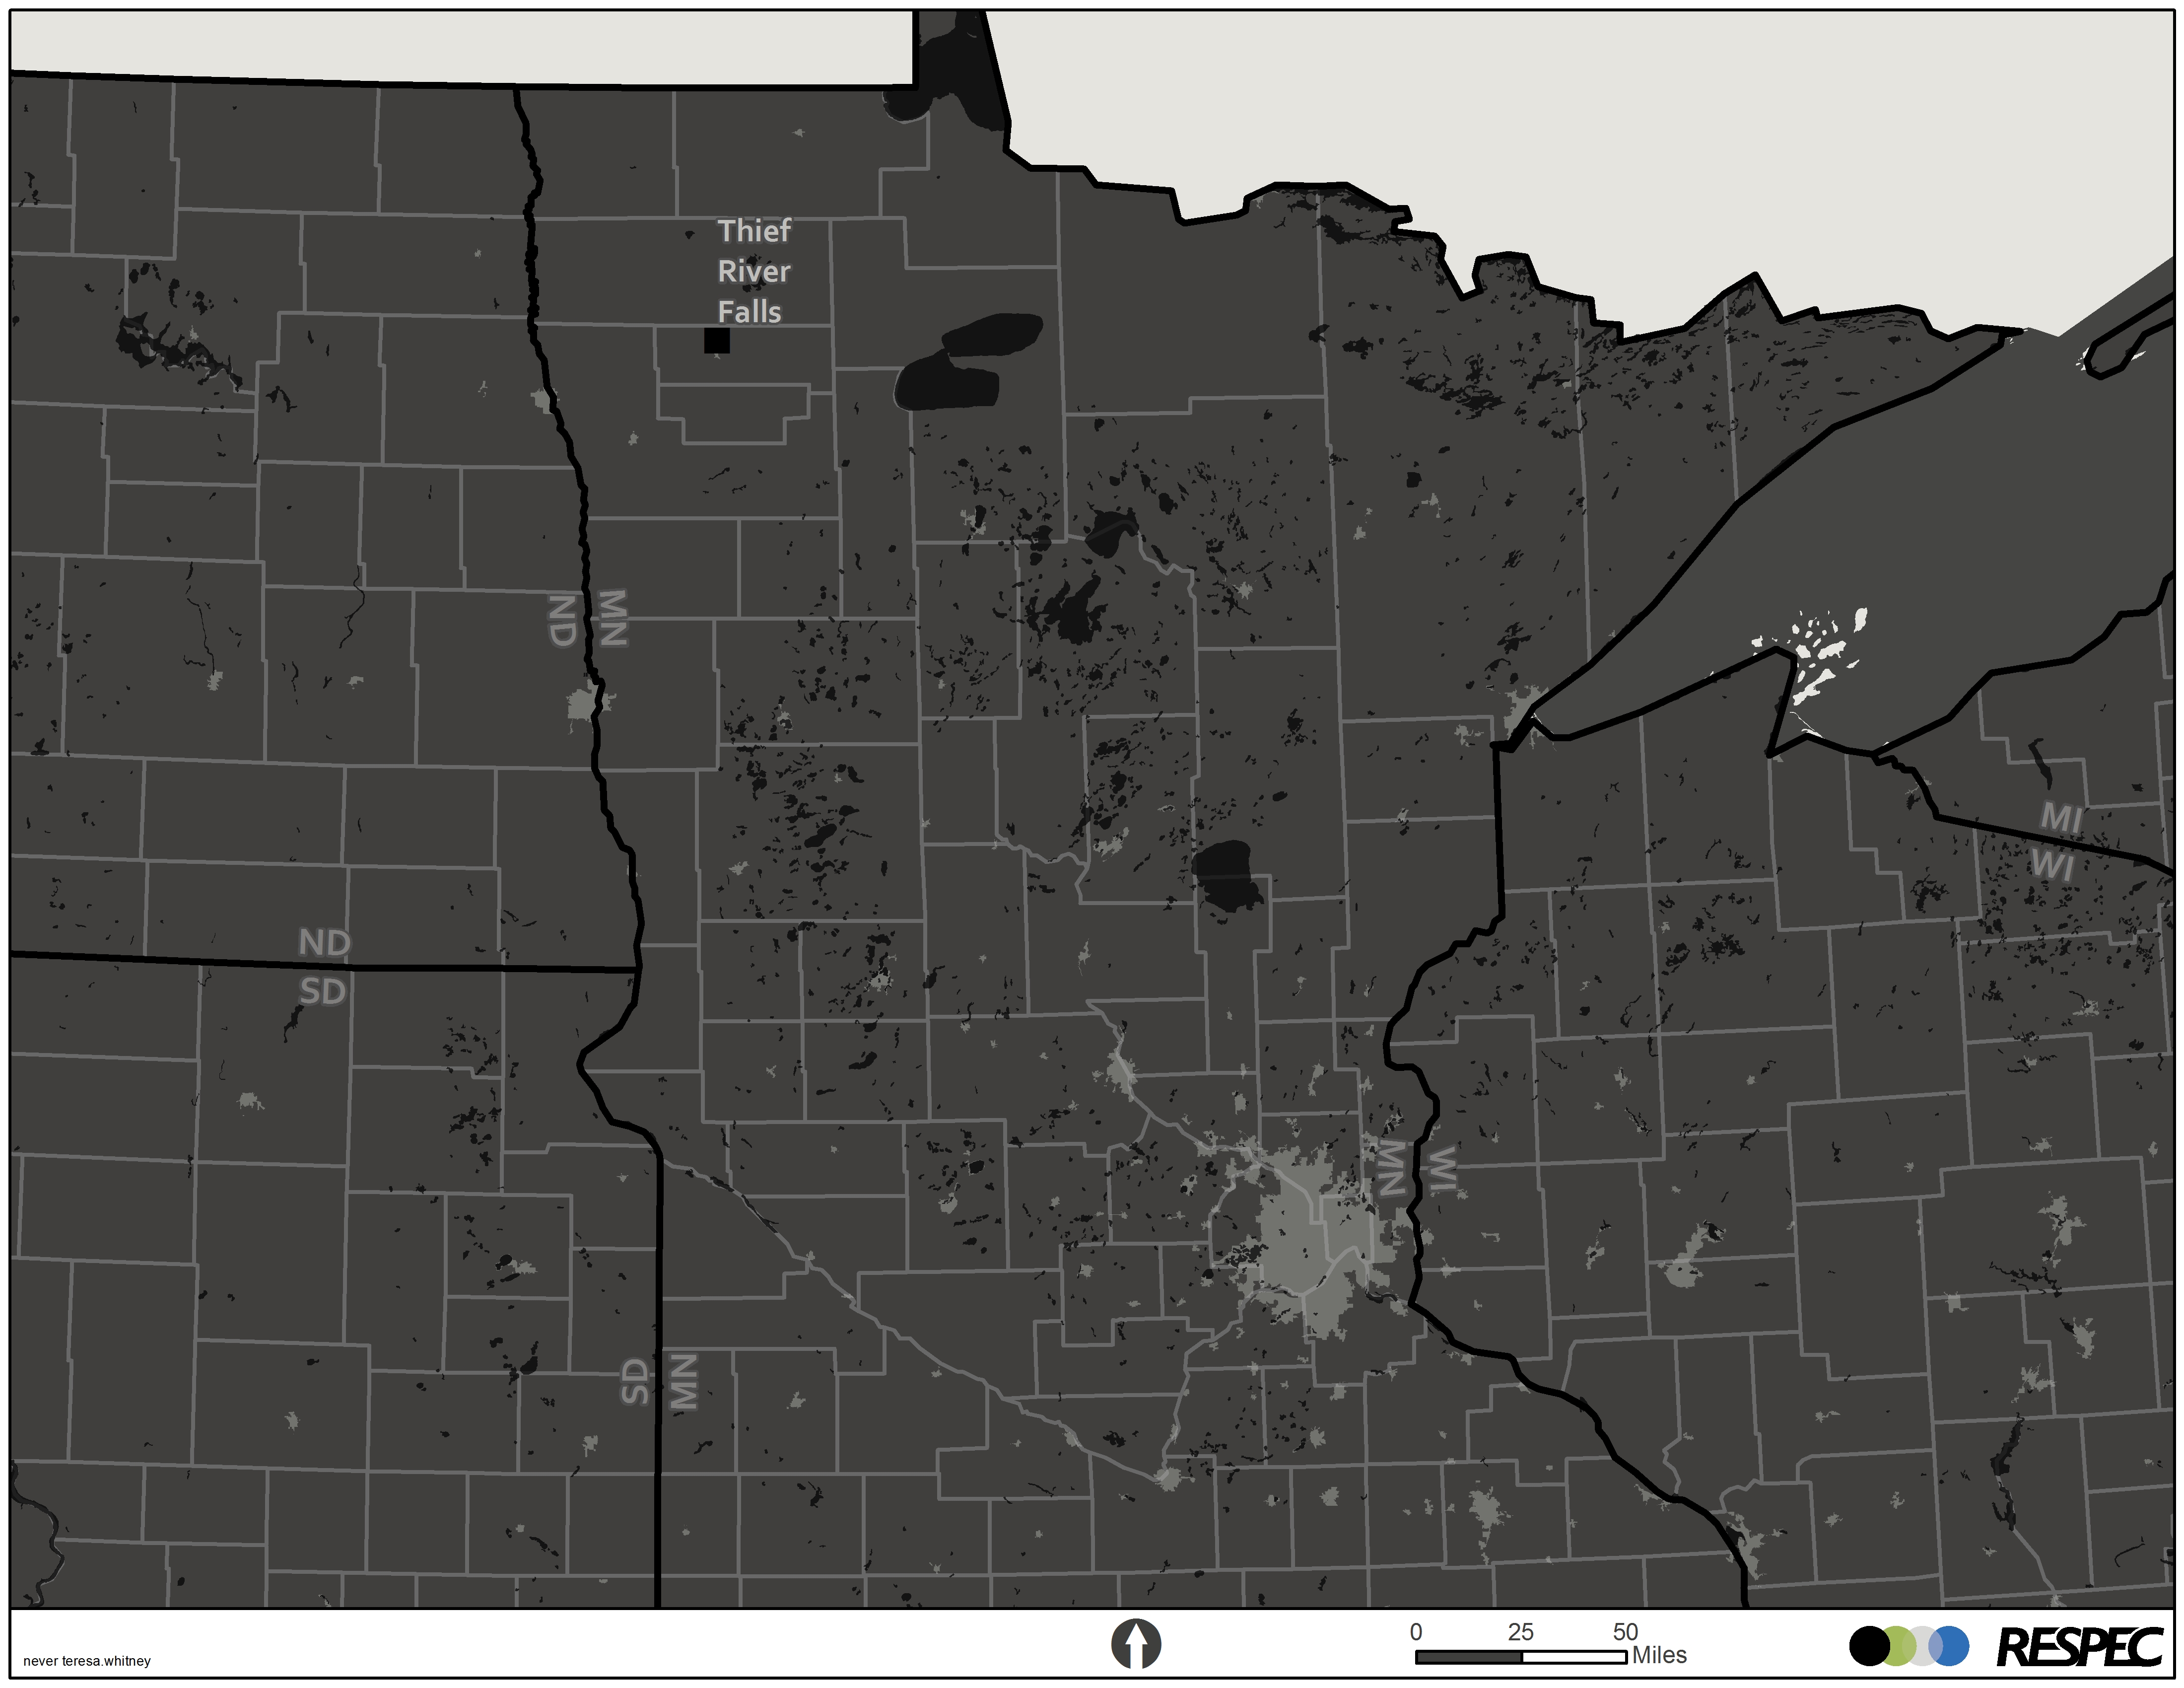 Thief
River
Falls
MN
ND
MI
WI
ND
SD
MN
WI
SD
MN
never teresa.whitney
0 25 50
Miles
RESPEC